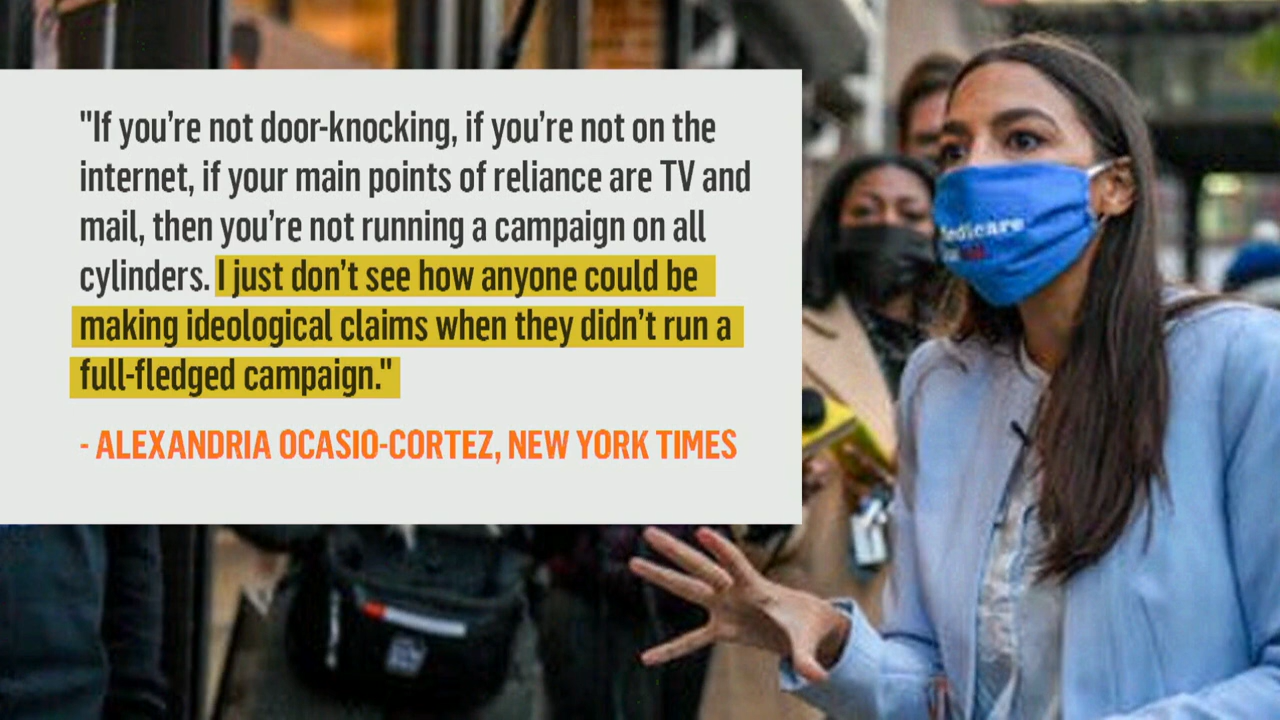 "If you're not door-knocking, if you're not on the
internet, if your main points of reliance are TV and
mail, then you're not running a campaign on all
cylinders. I just don't see how anyone could be
making ideological claims when they didn't run a
full-fledged campaign."
- ALEXANDRIA OCASIO-CORTEZ, NEW YORK TIMES
edicare